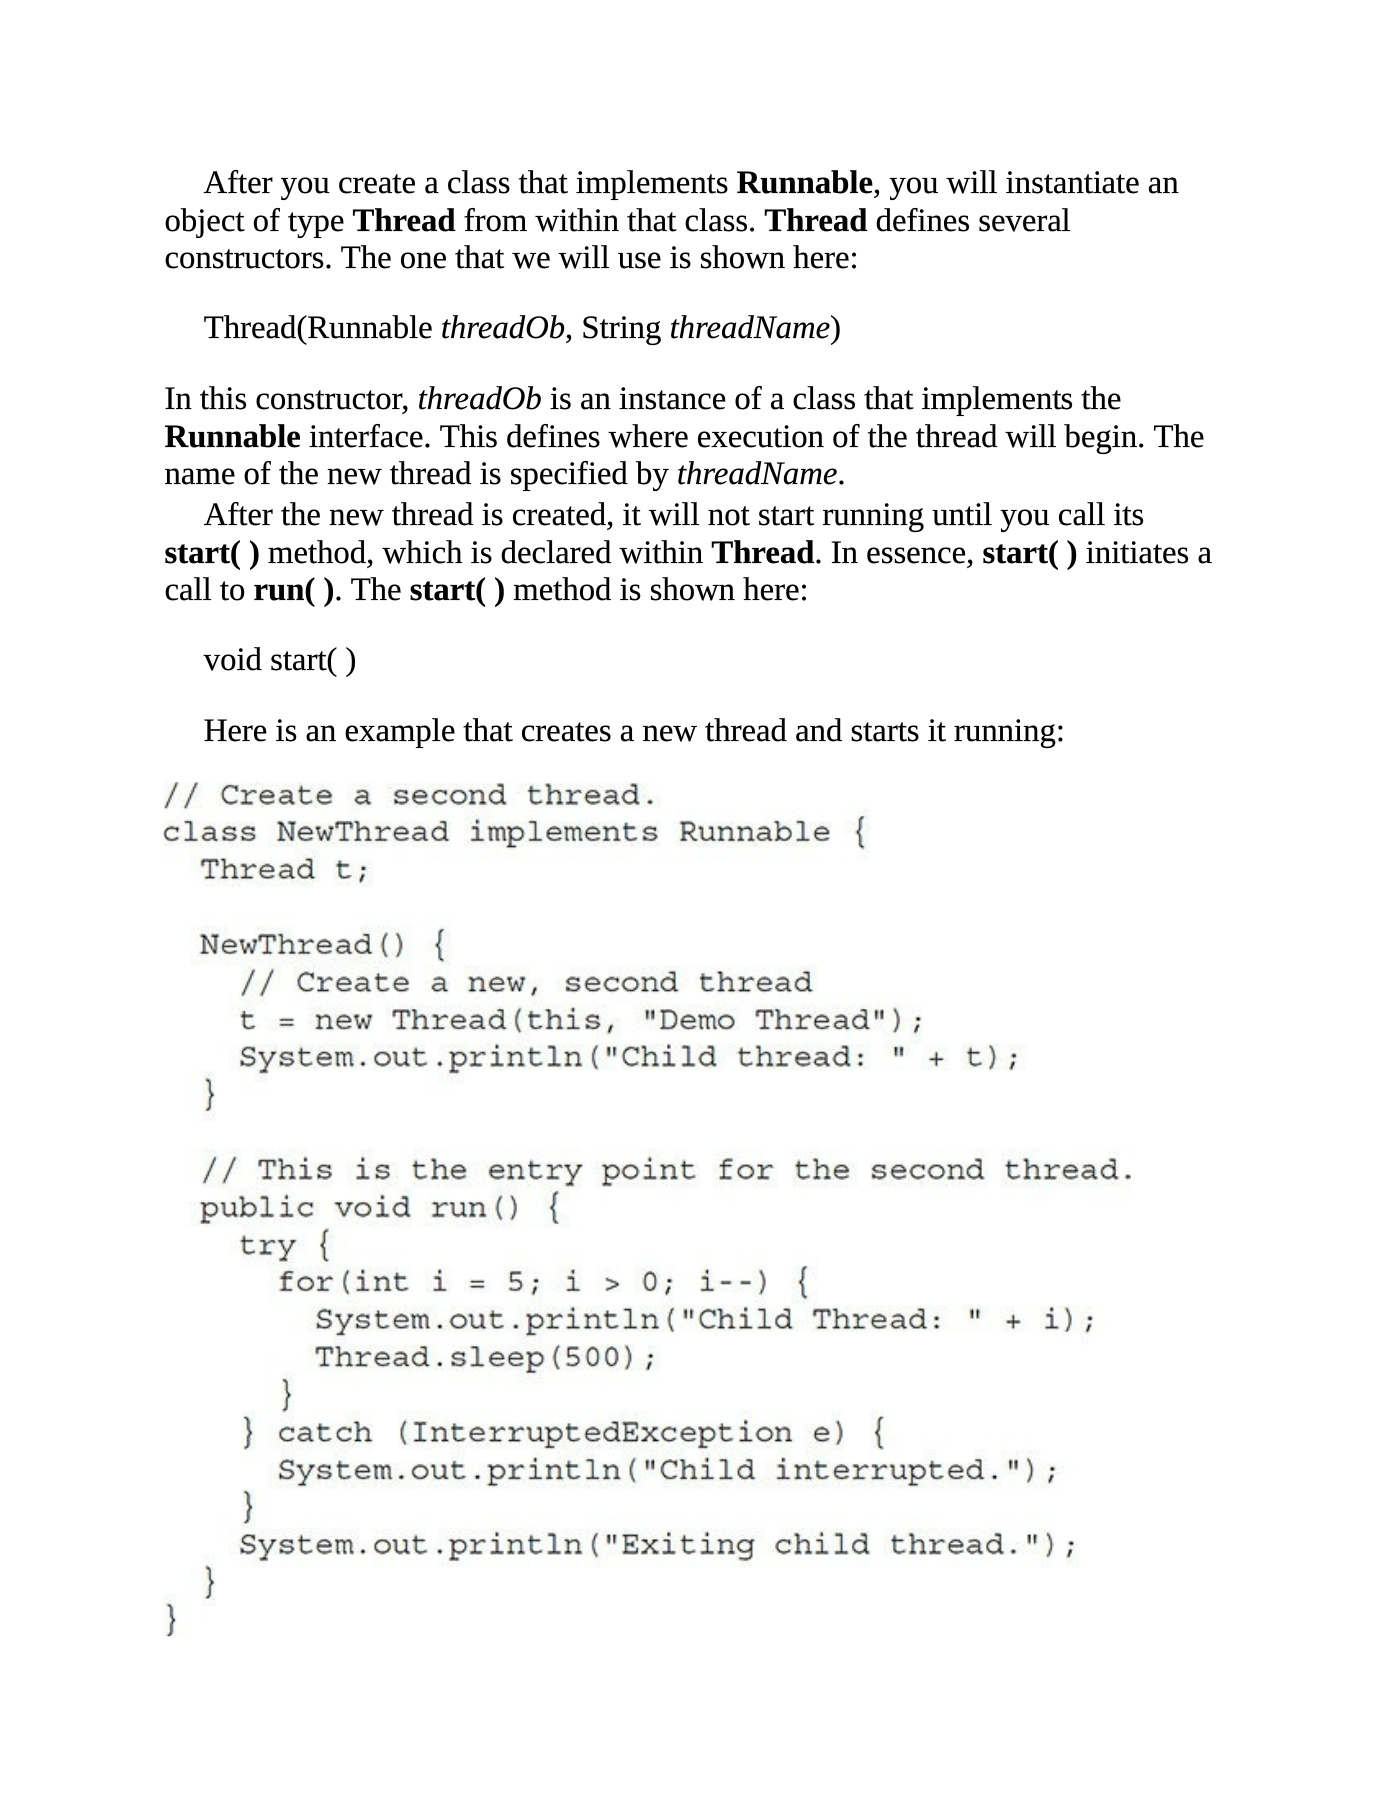 After you create a class that implements Runnable, you will instantiate an
object of type Thread from within that class. Thread defines several
constructors. The one that we will use is shown here:
Thread(Runnable threadOb, String threadName)
In this constructor, threadOb is an instance of a class that implements the
Runnable interface. This defines where execution of the thread will begin. The
name of the new thread is specified by threadName.
After the new thread is created, it will not start running until you call its
start( ) method, which is declared within Thread. In essence, start( ) initiates a
call to run( ). The start( ) method is shown here:
void start( )
Here is an example that creates a new thread and starts it running:
// Create a second thread.
class NewThread implements Runnable {
  Thread t;

  NewThread() {
    // Create a new, second thread
    t = new Thread(this, "Demo Thread");
    System.out.println("Child thread: " + t);
  }

  // This is the entry point for the second thread.
  public void run() {
    try {
      for(int i = 5; i > 0; i--) {
        System.out.println("Child Thread: " + i);
        Thread.sleep(500);
      }
    } catch (InterruptedException e) {
      System.out.println("Child interrupted.");
    }
    System.out.println("Exiting child thread.");
  }
}